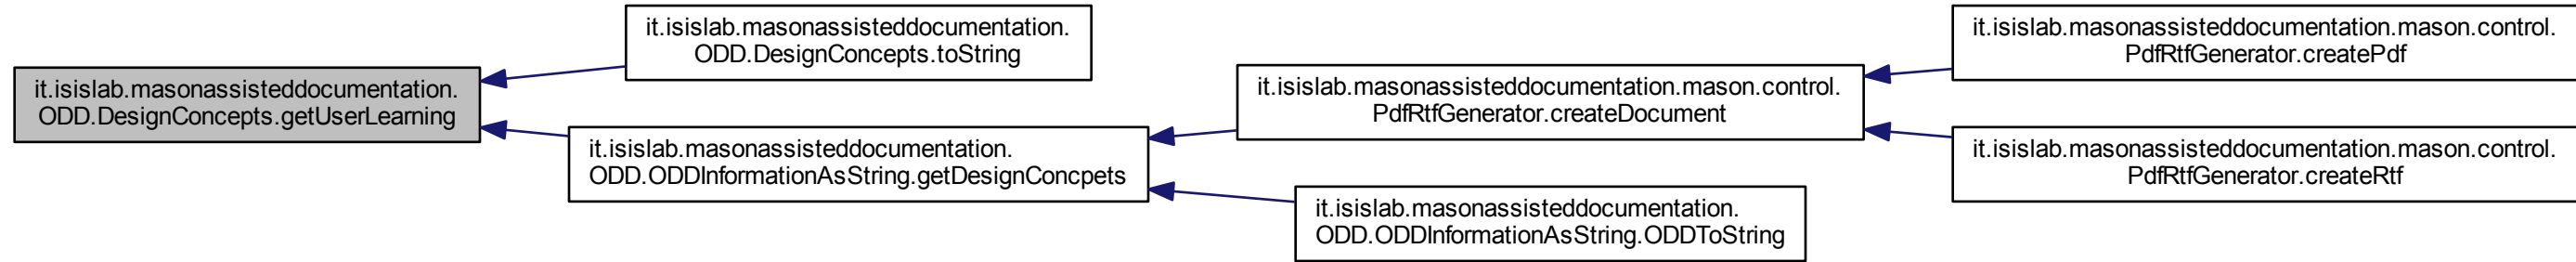 it.isislab.masonassisteddocumentation.
ODD.DesignConcepts.getUserLearning
it.isislab.masonassisteddocumentation.
ODD.DesignConcepts.toString
it.isislab.masonassisteddocumentation.
ODD.ODDInformationAsString.getDesignConcpets
it.isislab.masonassisteddocumentation.mason.control.
PdfRtfGenerator.createDocument
it.isislab.masonassisteddocumentation.
ODD.ODDInformationAsString.ODDToString
it.isislab.masonassisteddocumentation.mason.control.
PdfRtfGenerator.createPdf
it.isislab.masonassisteddocumentation.mason.control.
PdfRtfGenerator.createRtf